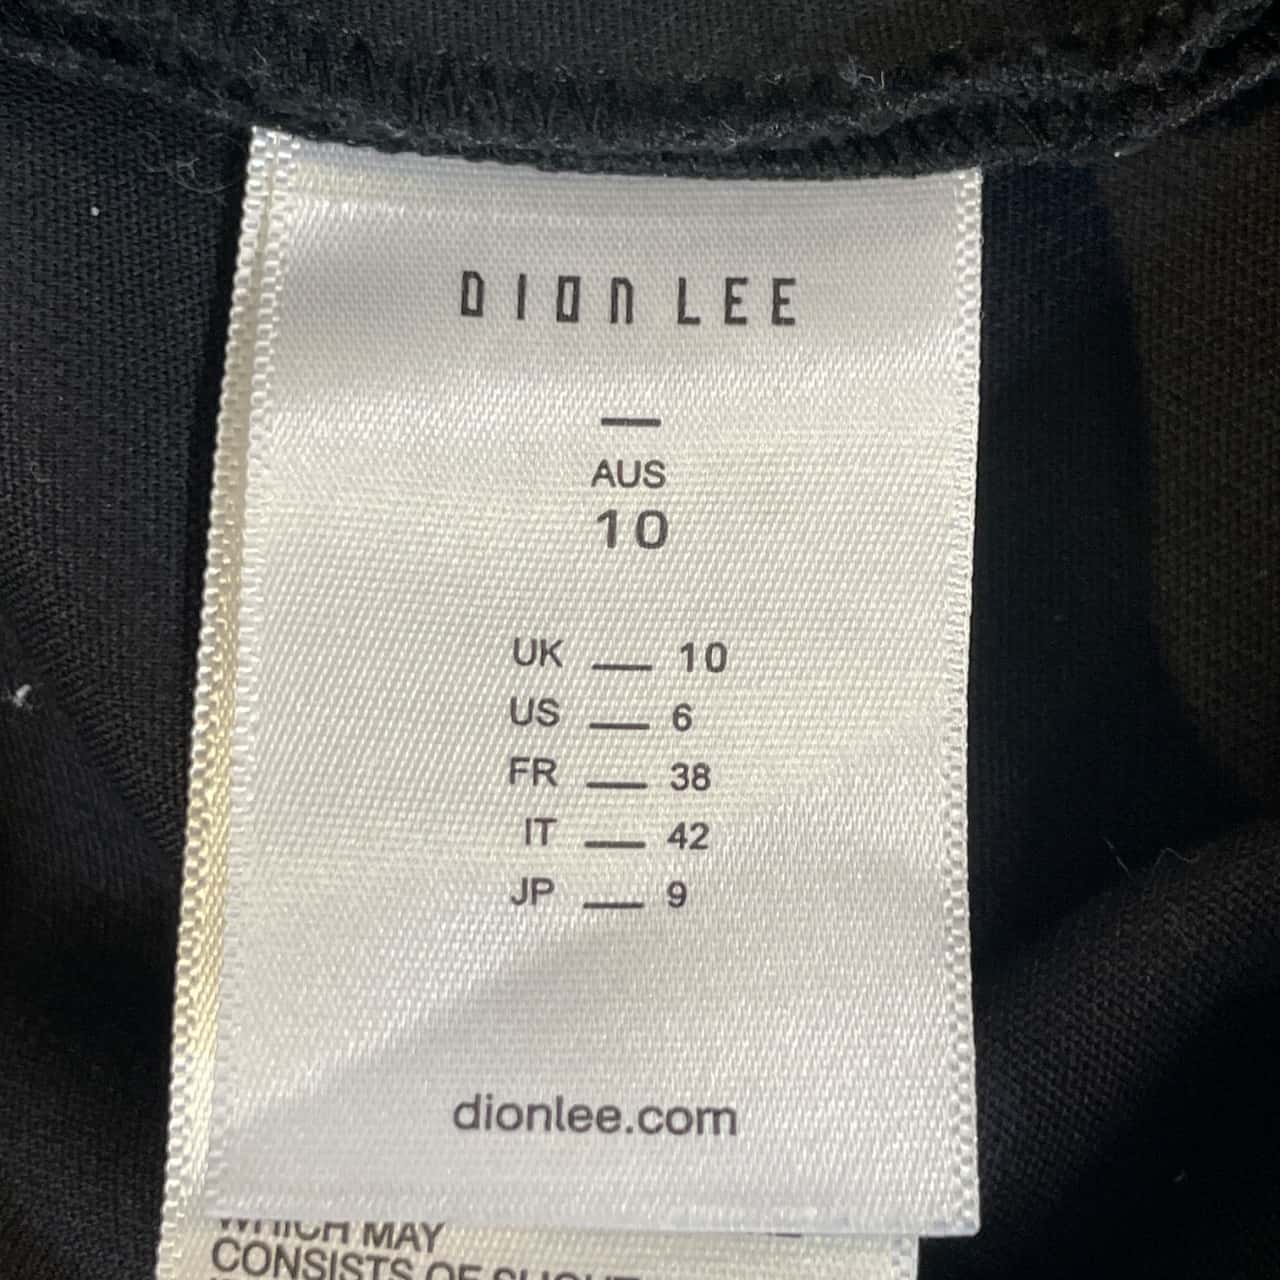 DION LEE
—
AUS
10
UK — 10
US — 6
FR — 38
IT — 42
JP — 9
dionlee.com
WHICH MAY
CONSISTS OF